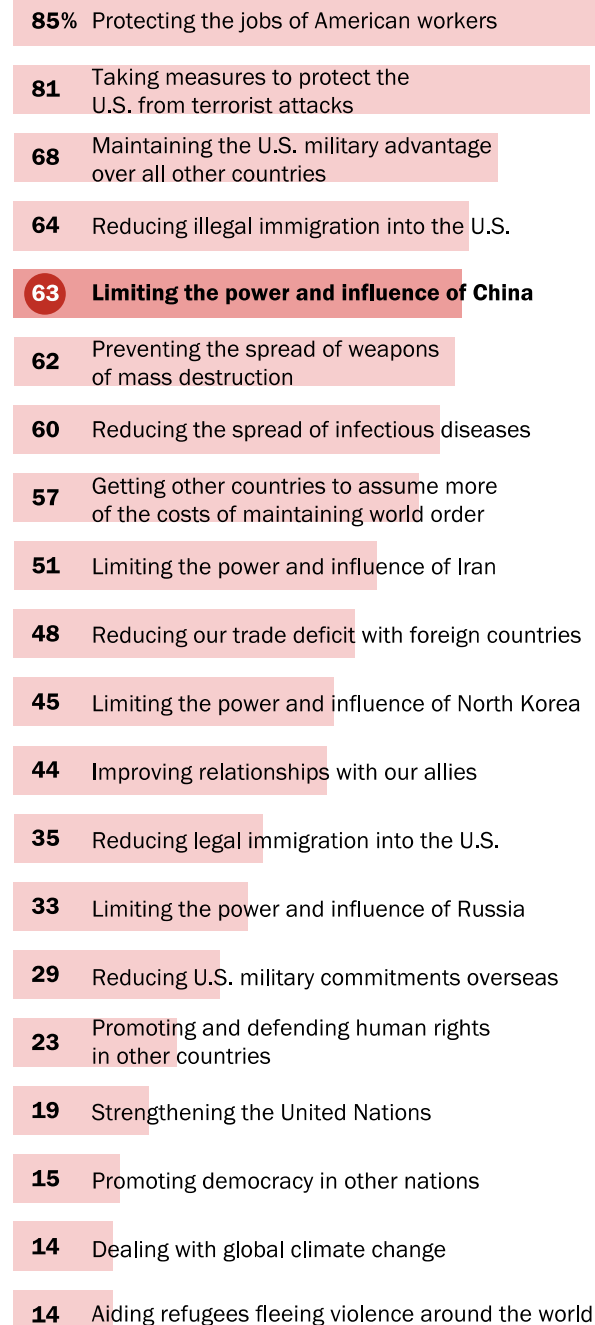 85% Protecting the jobs of American workers
81 Taking measures to protect the
U.S. from terrorist attacks
68 Maintaining the U.S. military advantage
over all other countries
64 Reducing illegal immigration into the U.S.
63 Limiting the power and influence of China
62 Preventing the spread of weapons
of mass destruction
60 Reducing the spread of infectious diseases
57 Getting other countries to assume more
of the costs of maintaining world order
51 Limiting the power and influence of Iran
48 Reducing our trade deficit with foreign countries
45 Limiting the power and influence of North Korea
44 Improving relationships with our allies
35 Reducing legal immigration into the U.S.
33 Limiting the power and influence of Russia
29 Reducing U.S. military commitments overseas
23 Promoting and defending human rights
in other countries
19 Strengthening the United Nations
15 Promoting democracy in other nations
14 Dealing with global climate change
14 Aiding refugees fleeing violence around the world